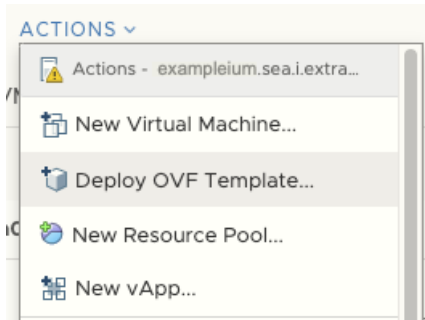 ACTIONS
Actions - exampleium.sea.i.extra...
New Virtual Machine...
Deploy OVF Template...
New Resource Pool...
New vApp...